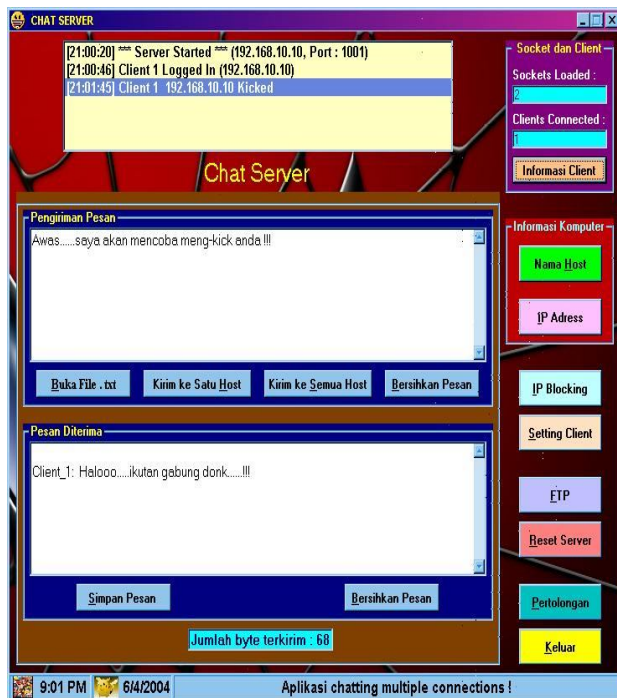 CHAT SERVER
[21:00:20] *** Server Started *** (192.168.10.10, Port : 1001)
[21:00:46] Client 1 Logged In (192.168.10.10)
[21:01:45] Client 1 192.168.10.10 Kicked
Socket dan Client
Sockets Loaded :
2
Clients Connected :
1
Informasi Client
Chat Server
Pengiriman Pesan
Awas......saya akan mencoba meng-kick anda !!!
Buka File .txt
Kirim ke Satu Host
Kirim ke Semua Host
Bersihkan Pesan
Informasi Komputer
Nama Host
IP Adress
IP Blocking
Setting Client
Pesan Diterima
Client_1: Halooo.....ikutan gabung donk......!!!
Simpan Pesan
Bersihkan Pesan
FTP
Reset Server
Pertolongan
Keluar
Jumlah byte terkirim : 68
9:01 PM
6/4/2004
Aplikasi chatting multiple connections !